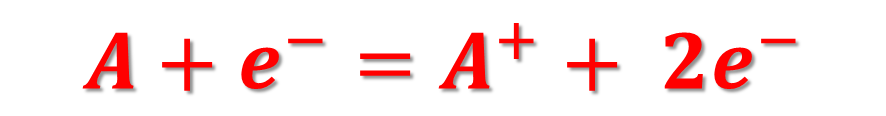 A + e⁻ = A⁺ + 2e⁻